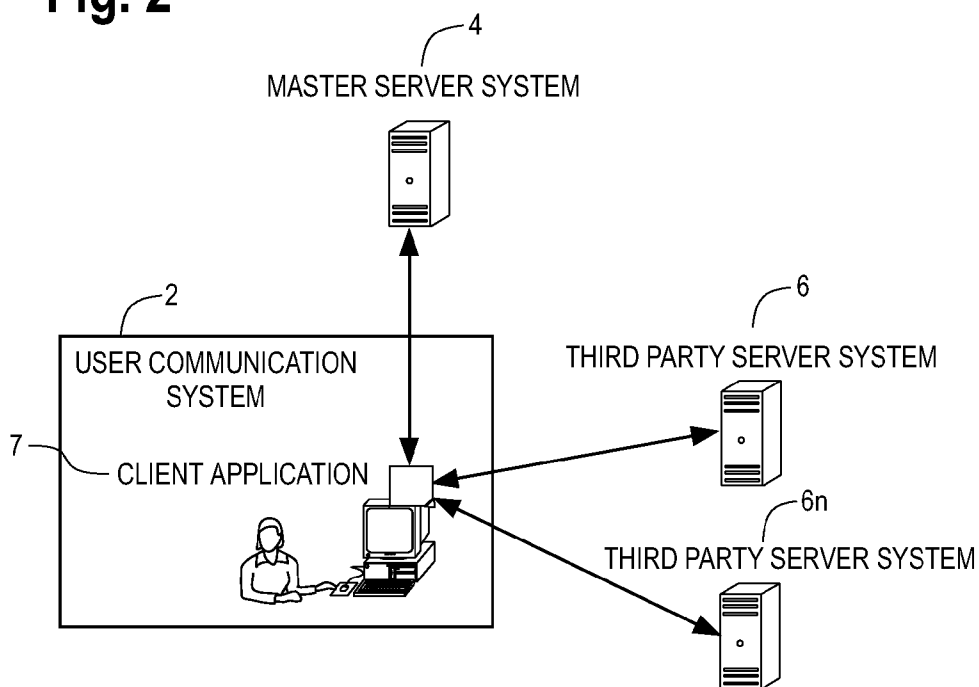 Fig. 2
4
MASTER SERVER SYSTEM
2
USER COMMUNICATION
SYSTEM
6
THIRD PARTY SERVER SYSTEM
7
CLIENT APPLICATION
6n
THIRD PARTY SERVER SYSTEM